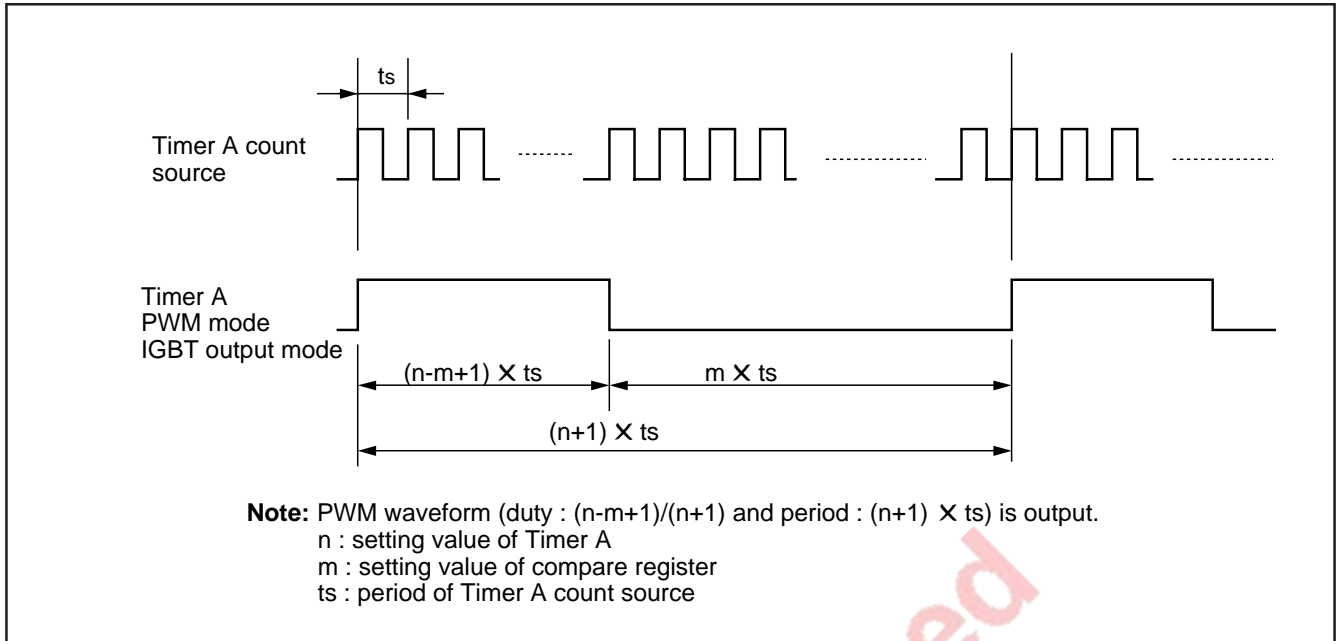 ts
Timer A count
source
Timer A
PWM mode
IGBT output mode
(n-m+1) × ts
m × ts
(n+1) × ts
Note: PWM waveform (duty : (n-m+1)/(n+1) and period : (n+1) × ts) is output.
n : setting value of Timer A
m : setting value of compare register
ts : period of Timer A count source
ed